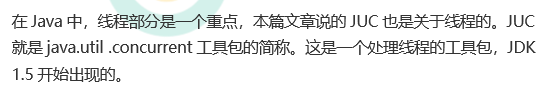 在 Java 中，线程部分是一个重点，本篇文章说的 JUC 也是关于线程的。JUC
就是 java.util .concurrent 工具包的简称。这是一个处理线程的工具包，JDK
1.5 开始出现的。